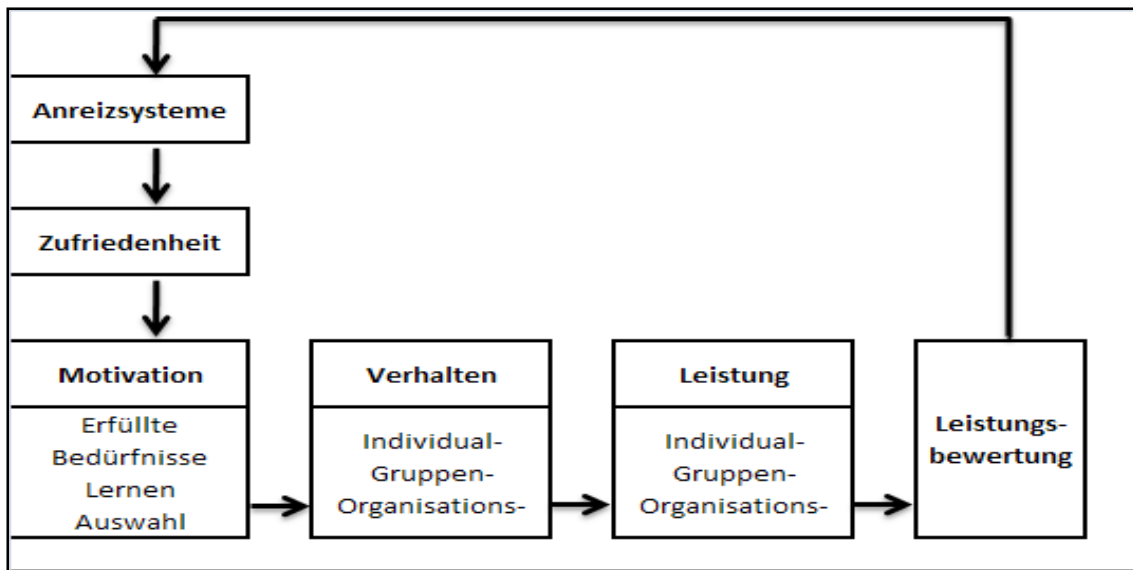 Anreizsysteme
Zufriedenheit
Motivation
Erfüllte
Bedürfnisse
Lernen
Auswahl
Verhalten
Individual-
Gruppen-
Organisations-
Leistung
Individual-
Gruppen-
Organisations-
Leistungs-
bewertung